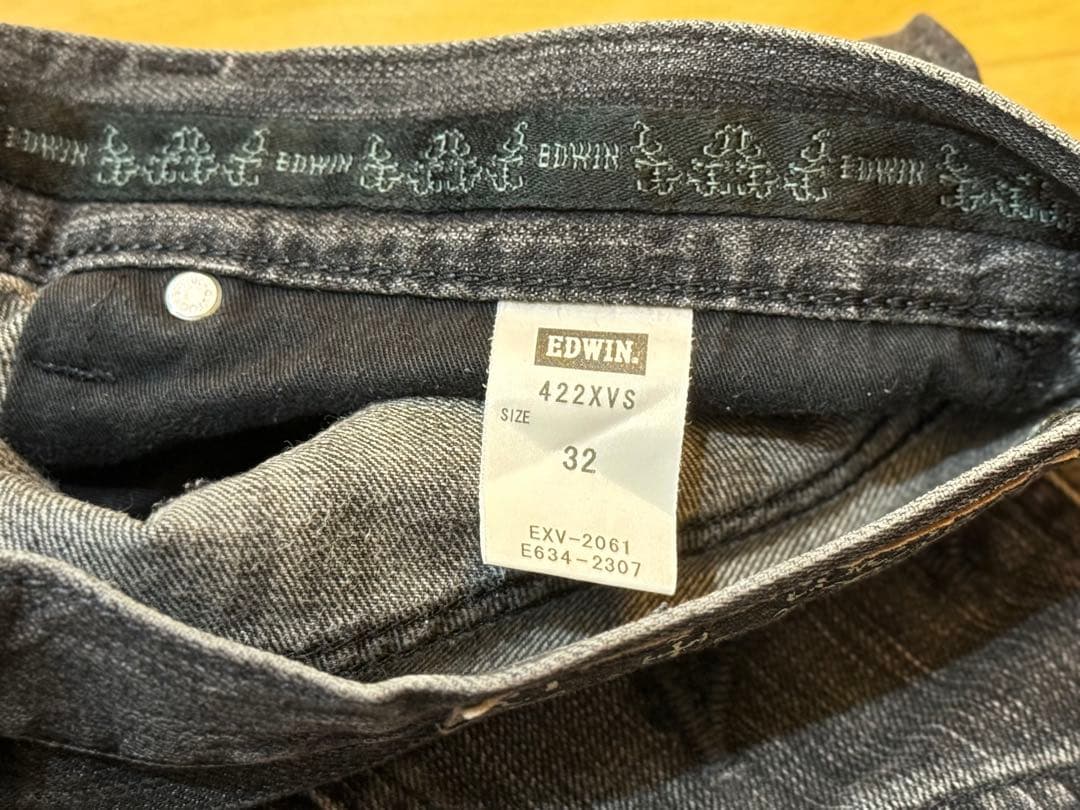 EDWIN EDWIN EDWIN EDWIN
EDWIN.
422XVS
SIZE
32
EXV-2061
E634-2307